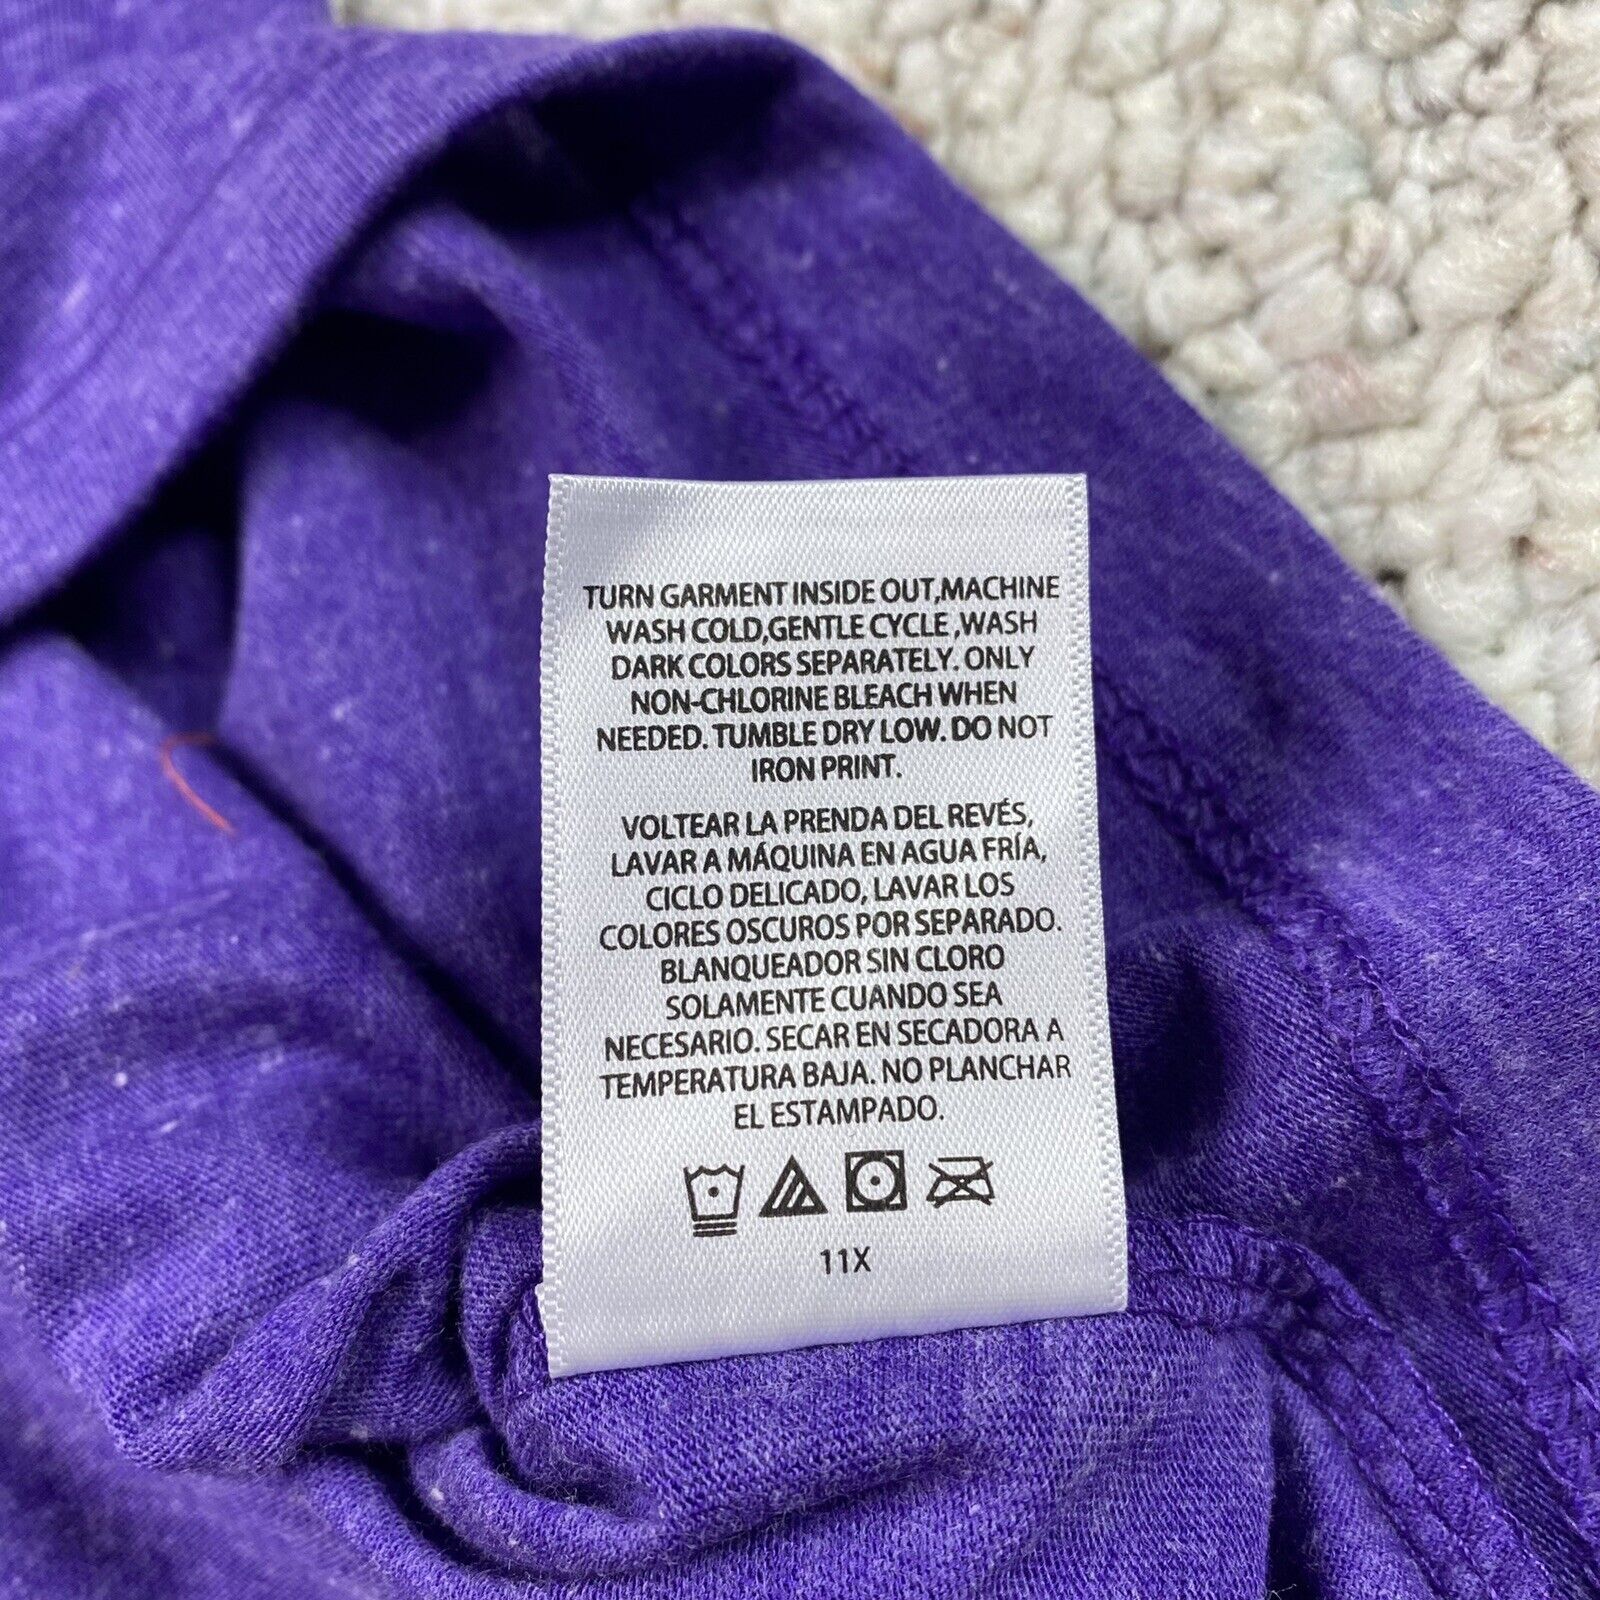 TURN GARMENT INSIDE OUT,MACHINE
WASH COLD,GENTLE CYCLE ,WASH
DARK COLORS SEPARATELY. ONLY
NON-CHLORINE BLEACH WHEN
NEEDED. TUMBLE DRY LOW. DO NOT
IRON PRINT.
VOLTEAR LA PRENDA DEL REVÉS,
LAVAR A MÁQUINA EN AGUA FRÍA,
CICLO DELICADO, LAVAR LOS
COLORES OSCUROS POR SEPARADO.
BLANQUEADOR SIN CLORO
SOLAMENTE CUANDO SEA
NECESARIO. SECAR EN SECADORA A
TEMPERATURA BAJA. NO PLANCHAR
EL ESTAMPADO.
11X